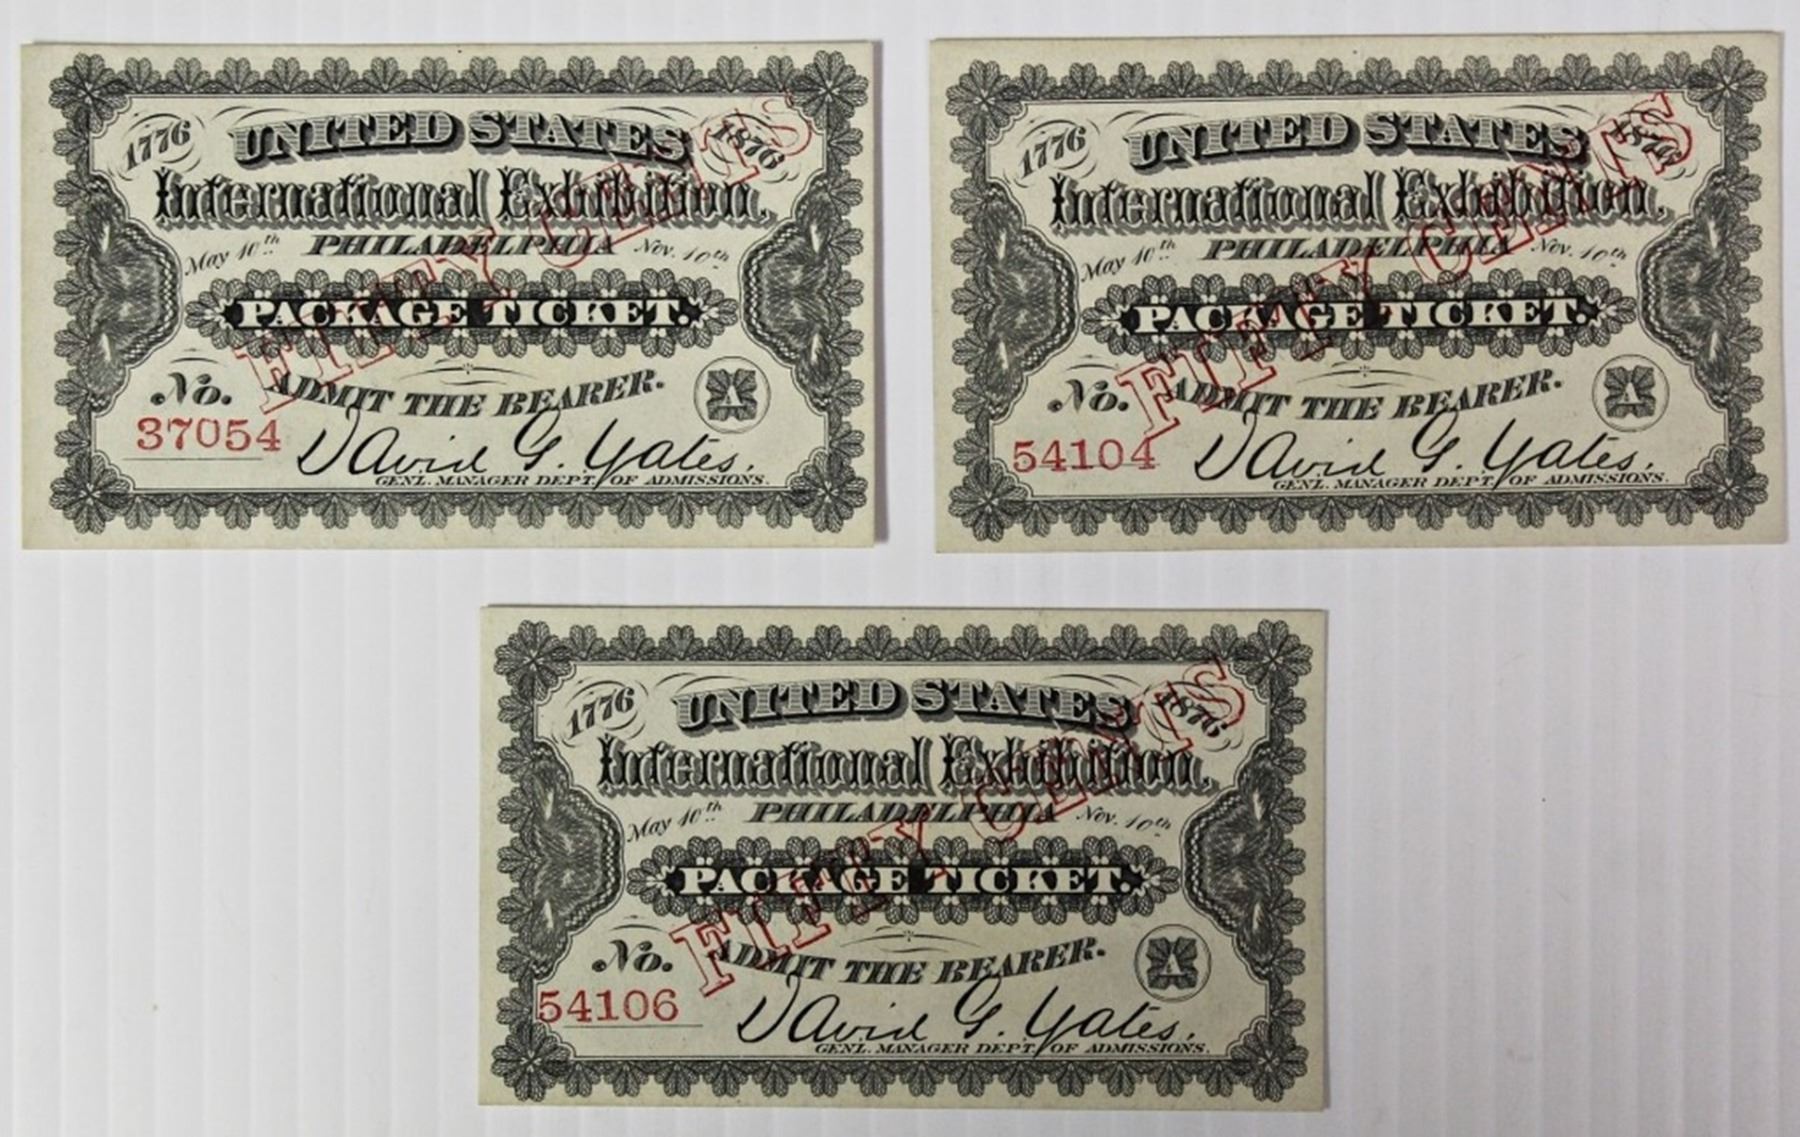 1776 UNITED STATES 1876
International Exhibition,
May 10th PHILADELPHIA Nov. 10th
PACKAGE TICKET.
FIFTY CENTS
No. ADMIT THE BEARER. A
37054
David G. Yates,
GENL. MANAGER DEPT. OF ADMISSIONS.
1776 UNITED STATES 1876
International Exhibition,
May 10th PHILADELPHIA Nov. 10th
PACKAGE TICKET.
FIFTY CENTS
No. ADMIT THE BEARER. A
54104
David G. Yates,
GENL. MANAGER DEPT. OF ADMISSIONS.
1776 UNITED STATES 1876
International Exhibition,
May 10th PHILADELPHIA Nov. 10th
PACKAGE TICKET.
FIFTY CENTS
No. ADMIT THE BEARER. A
54106
David G. Yates,
GENL. MANAGER DEPT. OF ADMISSIONS.